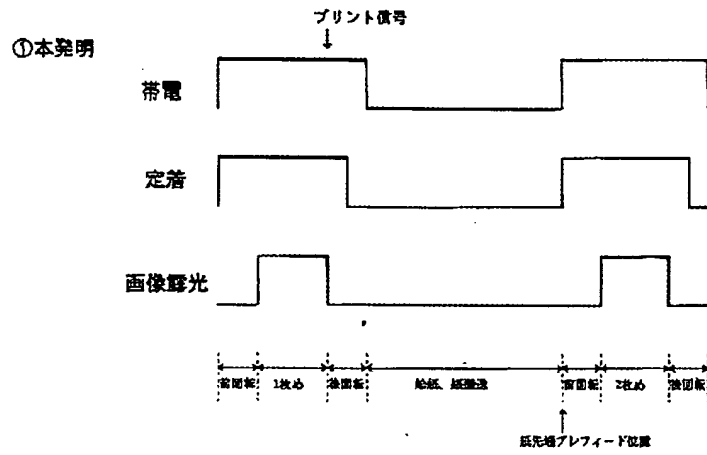 プリント信号
①本発明
帯電
定着
画像露光
前回転 1枚め 後回転 給紙、紙搬送 前回転 2枚め 後回転
紙先端プレフィード位置